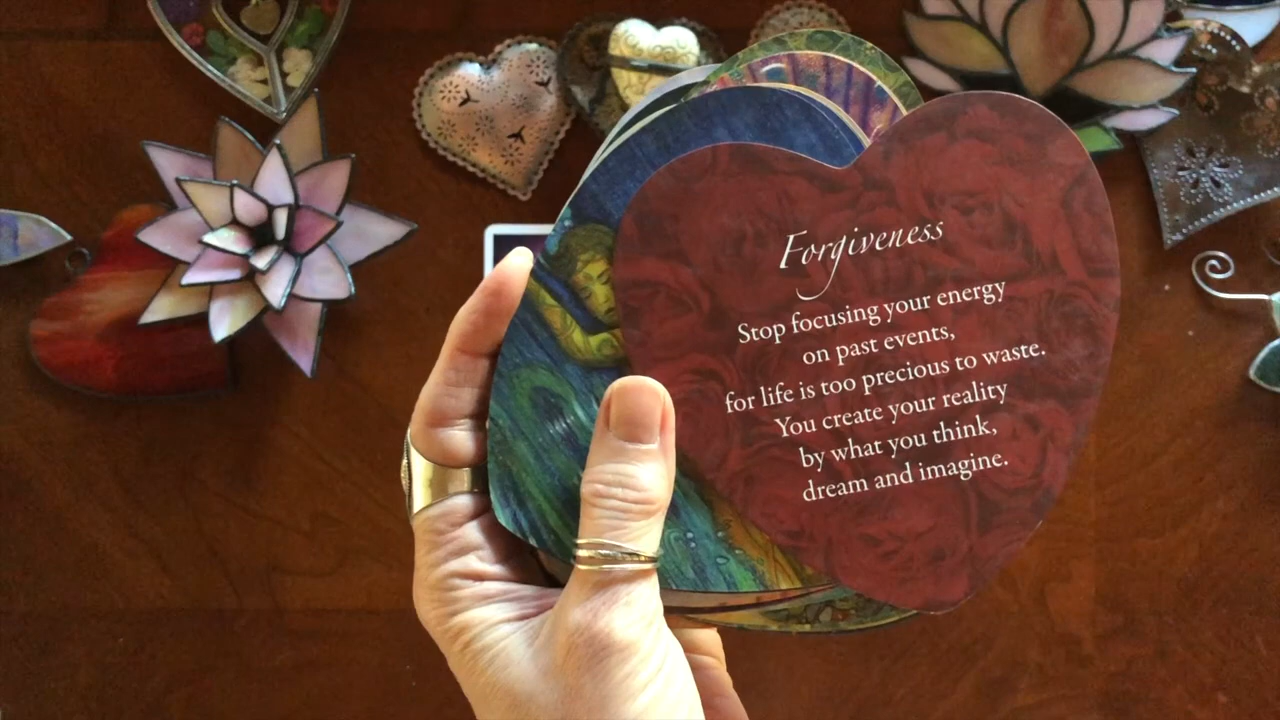 Forgiveness
Stop focusing your energy
on past events,
for life is too precious to waste.
You create your reality
by what you think,
dream and imagine.